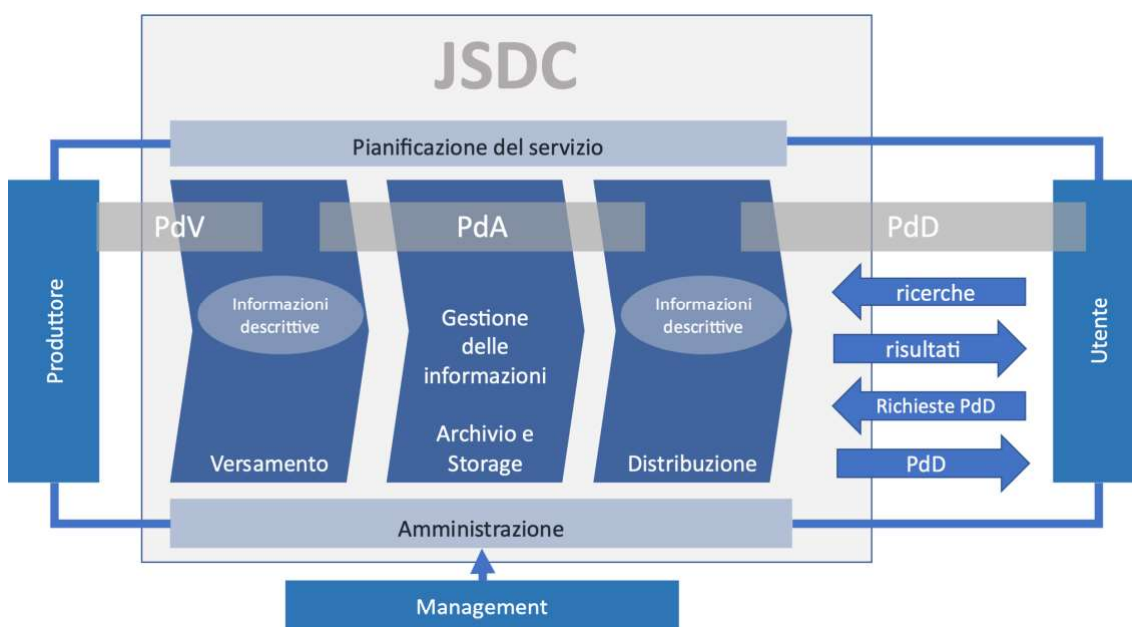 JSDC
Pianificazione del servizio
PdV
PdA
PdD
Produttore
Informazioni
descrittive
Gestione
delle
informazioni
Archivio e
Storage
Versamento
Informazioni
descrittive
Distribuzione
ricerche
risultati
Richieste PdD
PdD
Utente
Amministrazione
Management